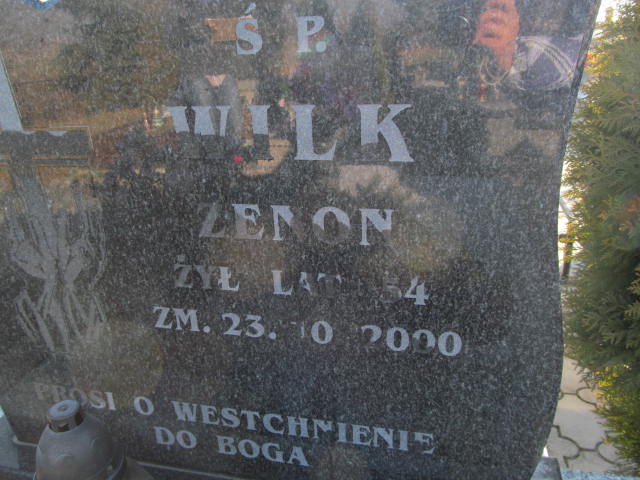 Ś P.
WILK
ZENON
ŻYŁ LAT 54
ZM. 23.10.2000
PROSI O WESTCHNIENIE
DO BOGA